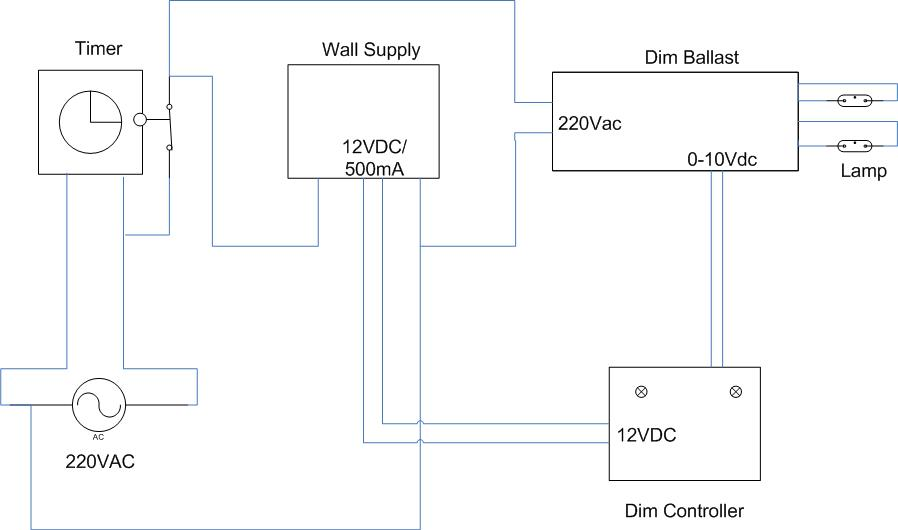 Timer
Wall Supply
Dim Ballast
220Vac
12VDC/
500mA
0-10Vdc
Lamp
12VDC
AC
220VAC
Dim Controller